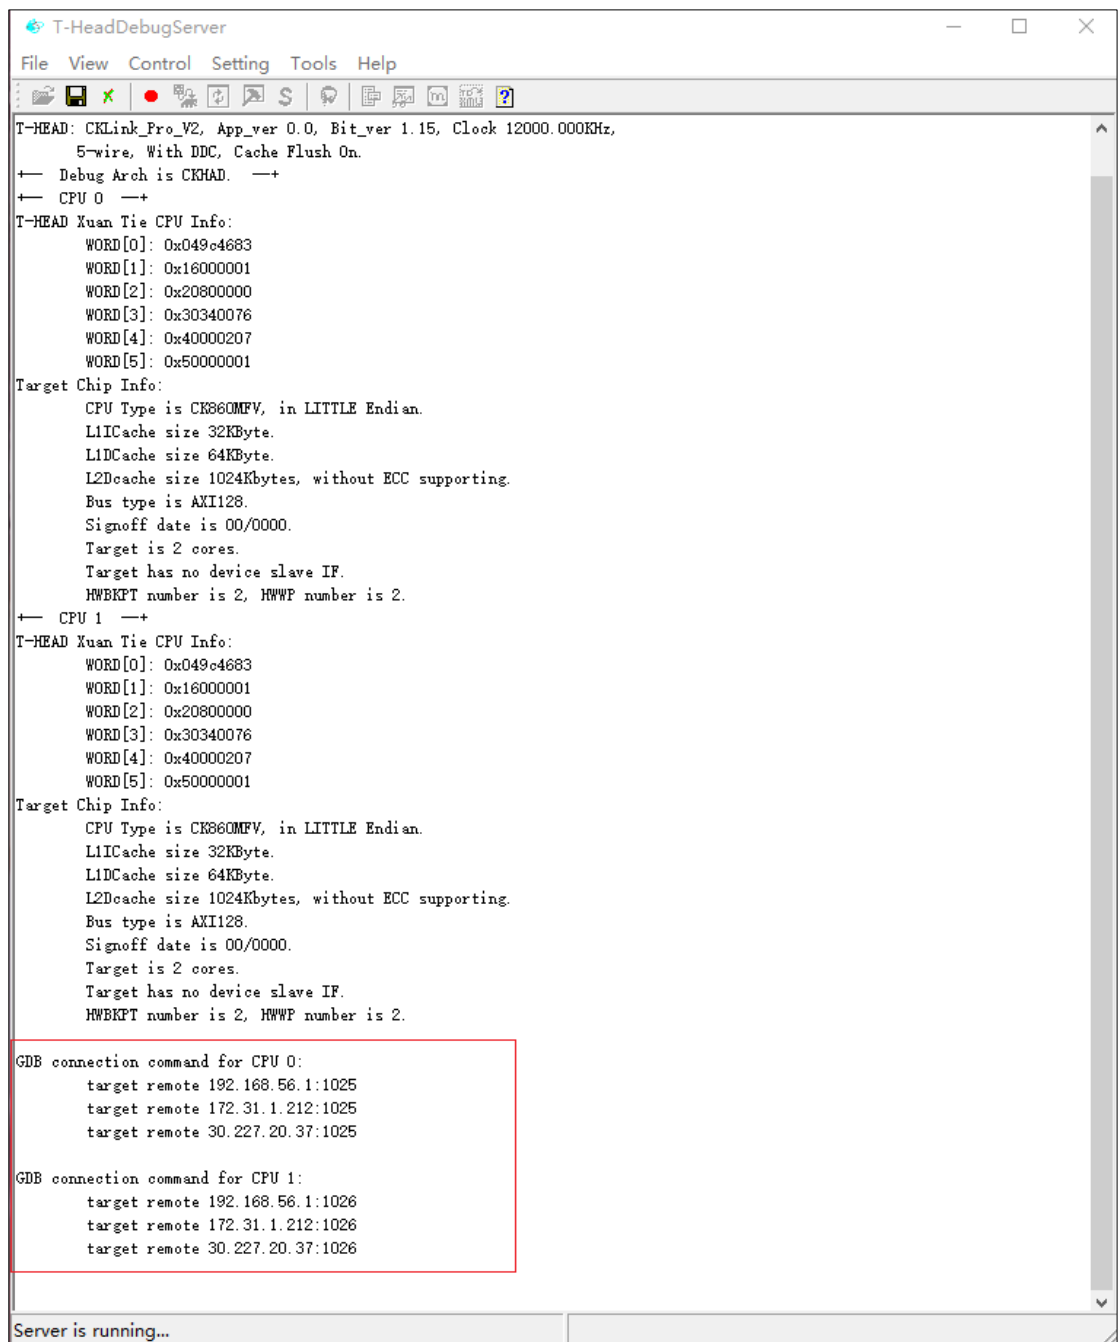 T-HeadDebugServer
File View Control Setting Tools Help
T-HEAD: CKLink_Pro_V2, App_ver 0.0, Bit_ver 1.15, Clock 12000.000KHz,
5-wire, With DDC, Cache Flush On.
+-- Debug Arch is CKHAD. --+
+-- CPU 0 --+
T-HEAD Xuan Tie CPU Info:
WORD[0]: 0x049c4683
WORD[1]: 0x16000001
WORD[2]: 0x20800000
WORD[3]: 0x30340076
WORD[4]: 0x40000207
WORD[5]: 0x50000001
Target Chip Info:
CPU Type is CK860MFV, in LITTLE Endian.
L1ICache size 32KByte.
L1DCache size 64KByte.
L2Dcache size 1024Kbytes, without ECC supporting.
Bus type is AXI128.
Signoff date is 00/0000.
Target is 2 cores.
Target has no device slave IF.
HWBKPT number is 2, HWWP number is 2.
+-- CPU 1 --+
T-HEAD Xuan Tie CPU Info:
WORD[0]: 0x049c4683
WORD[1]: 0x16000001
WORD[2]: 0x20800000
WORD[3]: 0x30340076
WORD[4]: 0x40000207
WORD[5]: 0x50000001
Target Chip Info:
CPU Type is CK860MFV, in LITTLE Endian.
L1ICache size 32KByte.
L1DCache size 64KByte.
L2Dcache size 1024Kbytes, without ECC supporting.
Bus type is AXI128.
Signoff date is 00/0000.
Target is 2 cores.
Target has no device slave IF.
HWBKPT number is 2, HWWP number is 2.
GDB connection command for CPU 0:
target remote 192.168.56.1:1025
target remote 172.31.1.212:1025
target remote 30.227.20.37:1025
GDB connection command for CPU 1:
target remote 192.168.56.1:1026
target remote 172.31.1.212:1026
target remote 30.227.20.37:1026
Server is running...